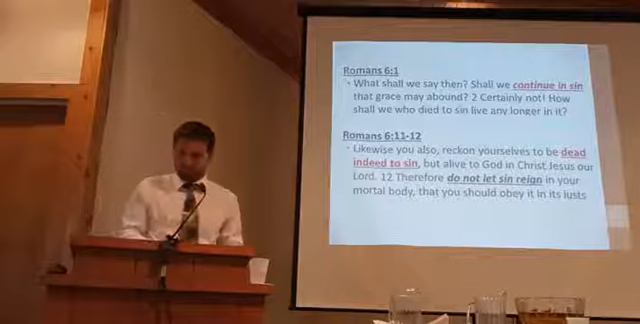 Romans 6:1
• What shall we say then? Shall we continue in sin
that grace may abound? 2 Certainly not! How
shall we who died to sin live any longer in it?
Romans 6:11-12
• Likewise you also, reckon yourselves to be dead
indeed to sin, but alive to God in Christ Jesus our
Lord. 12 Therefore do not let sin reign in your
mortal body, that you should obey it in its lusts